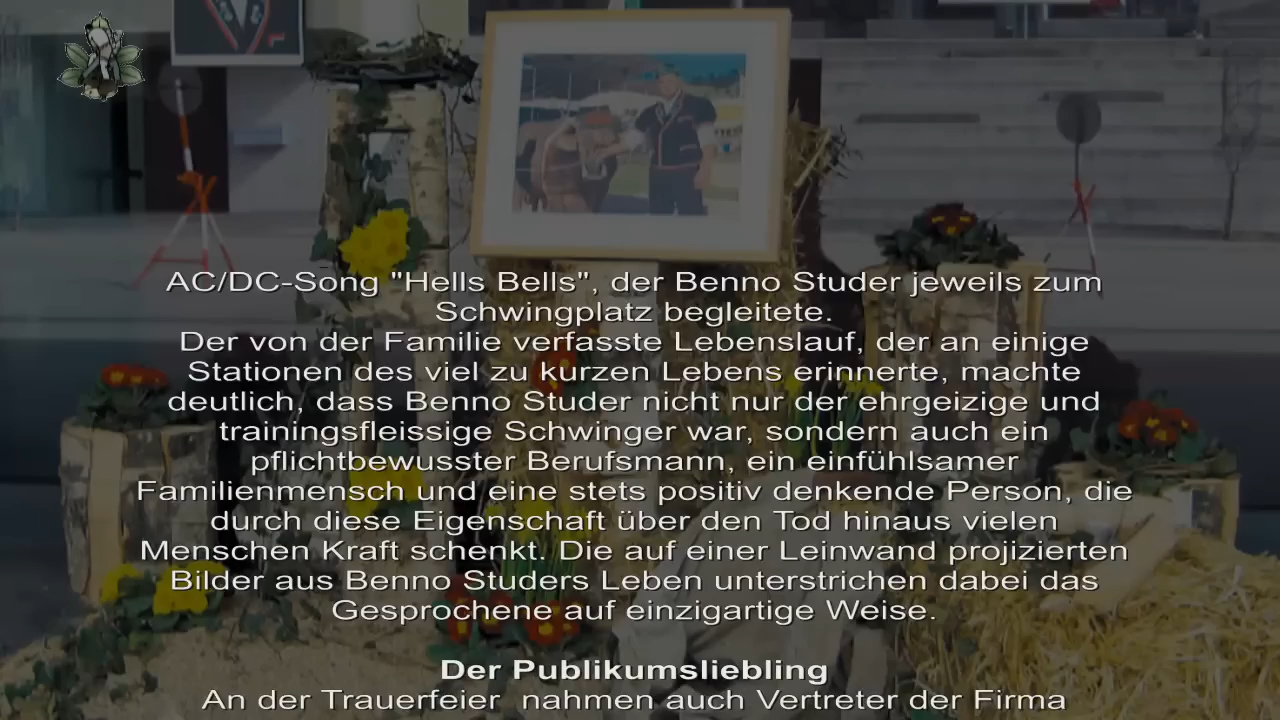 AC/DC-Song "Hells Bells", der Benno Studer jeweils zum
Schwingplatz begleitete.
Der von der Familie verfasste Lebenslauf, der an einige
Stationen des viel zu kurzen Lebens erinnerte, machte
deutlich, dass Benno Studer nicht nur der ehrgeizige und
trainingsfleissige Schwinger war, sondern auch ein
pflichtbewusster Berufsmann, ein einfühlsamer
Familienmensch und eine stets positiv denkende Person, die
durch diese Eigenschaft über den Tod hinaus vielen
Menschen Kraft schenkt. Die auf einer Leinwand projizierten
Bilder aus Benno Studers Leben unterstrichen dabei das
Gesprochene auf einzigartige Weise.
Der Publikumsliebling
An der Trauerfeier  nahmen auch Vertreter der Firma